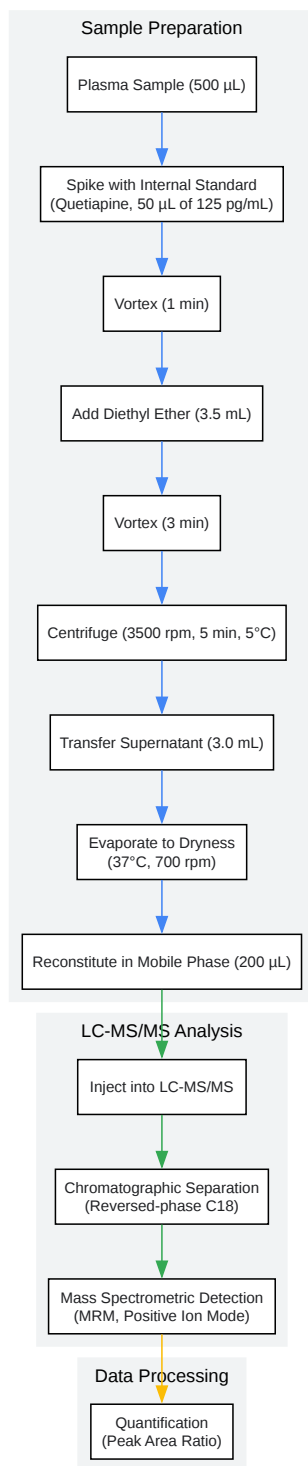 Sample Preparation
Plasma Sample (500 µL)
Spike with Internal Standard
(Quetiapine, 50 µL of 125 pg/mL)
Vortex (1 min)
Add Diethyl Ether (3.5 mL)
Vortex (3 min)
Centrifuge (3500 rpm, 5 min, 5°C)
Transfer Supernatant (3.0 mL)
Evaporate to Dryness
(37°C, 700 rpm)
Reconstitute in Mobile Phase (200 µL)
LC-MS/MS Analysis
Inject into LC-MS/MS
Chromatographic Separation
(Reversed-phase C18)
Mass Spectrometric Detection
(MRM, Positive Ion Mode)
Data Processing
Quantification
(Peak Area Ratio)